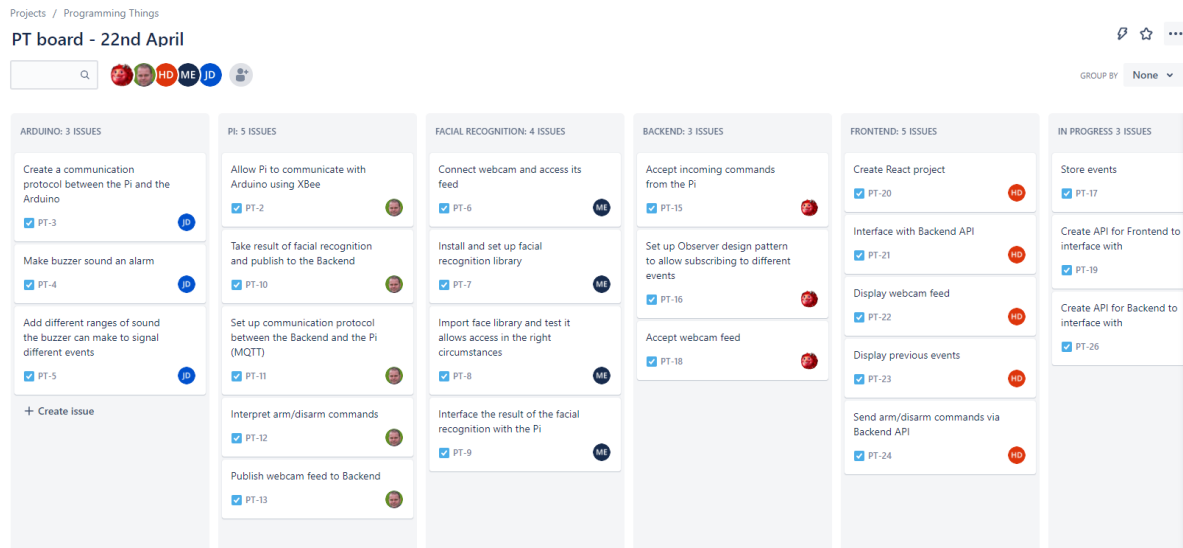 Projects / Programming Things
PT board - 22nd April
HD ME JD
GROUP BY None
ARDUINO: 3 ISSUES
Create a communication
protocol between the Pi and the
Arduino
PT-3 JD
Make buzzer sound an alarm
PT-4 JD
Add different ranges of sound
the buzzer can make to signal
different events
PT-5 JD
+ Create issue
PI: 5 ISSUES
Allow Pi to communicate with
Arduino using XBee
PT-2
Take result of facial recognition
and publish to the Backend
PT-10
Set up communication protocol
between the Backend and the Pi
(MQTT)
PT-11
Interpret arm/disarm commands
PT-12
Publish webcam feed to Backend
PT-13
FACIAL RECOGNITION: 4 ISSUES
Connect webcam and access its
feed
PT-6 ME
Install and set up facial
recognition library
PT-7 ME
Import face library and test it
allows access in the right
circumstances
PT-8 ME
Interface the result of the facial
recognition with the Pi
PT-9 ME
BACKEND: 3 ISSUES
Accept incoming commands
from the Pi
PT-15
Set up Observer design pattern
to allow subscribing to different
events
PT-16
Accept webcam feed
PT-18
FRONTEND: 5 ISSUES
Create React project
PT-20 HD
Interface with Backend API
PT-21 HD
Display webcam feed
PT-22 HD
Display previous events
PT-23 HD
Send arm/disarm commands via
Backend API
PT-24 HD
IN PROGRESS 3 ISSUES
Store events
PT-17
Create API for Frontend to
interface with
PT-19
Create API for Backend to
interface with
PT-26